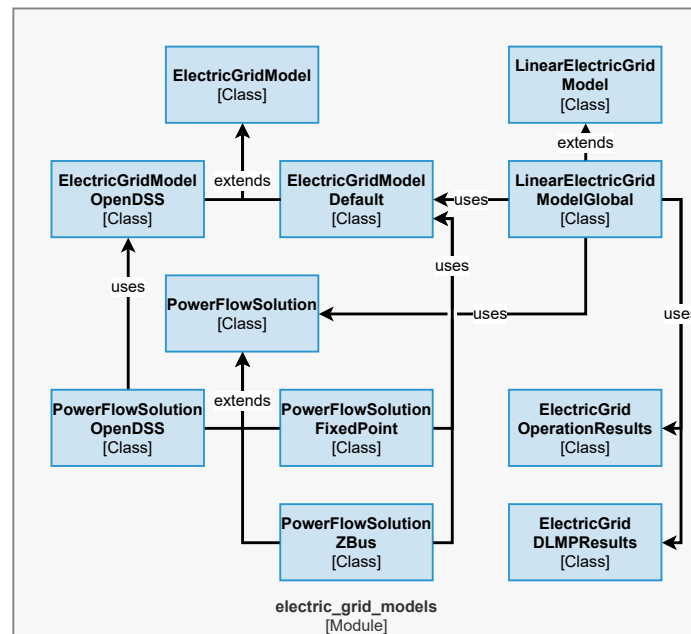 ElectricGridModel
[Class]
LinearElectricGrid
Model
[Class]
extends
extends
ElectricGridModel
OpenDSS
[Class]
ElectricGridModel
Default
[Class]
uses
LinearElectricGrid
ModelGlobal
[Class]
uses
uses
PowerFlowSolution
[Class]
uses
uses
extends
PowerFlowSolution
OpenDSS
[Class]
PowerFlowSolution
FixedPoint
[Class]
ElectricGrid
OperationResults
[Class]
PowerFlowSolution
ZBus
[Class]
ElectricGrid
DLMPResults
[Class]
electric_grid_models
[Module]